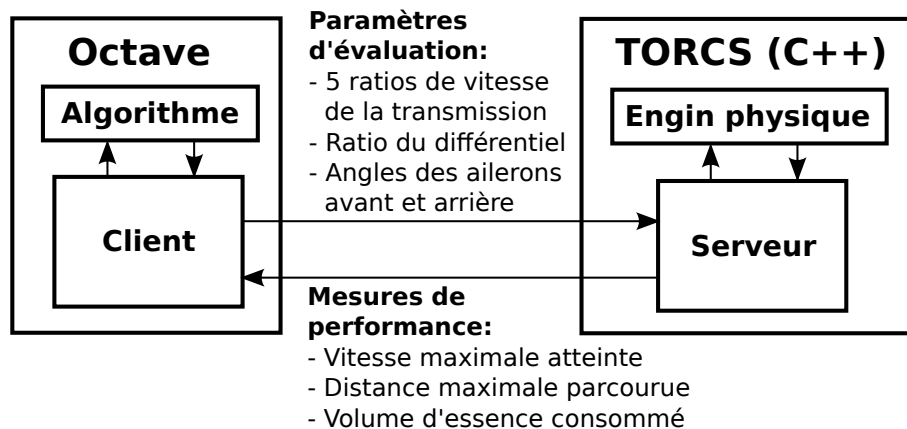 Octave
Algorithme
Client
Paramètres
d'évaluation:
- 5 ratios de vitesse
de la transmission
- Ratio du différentiel
- Angles des ailerons
avant et arrière
Mesures de
performance:
- Vitesse maximale atteinte
- Distance maximale parcourue
- Volume d'essence consommé
TORCS (C++)
Engin physique
Serveur